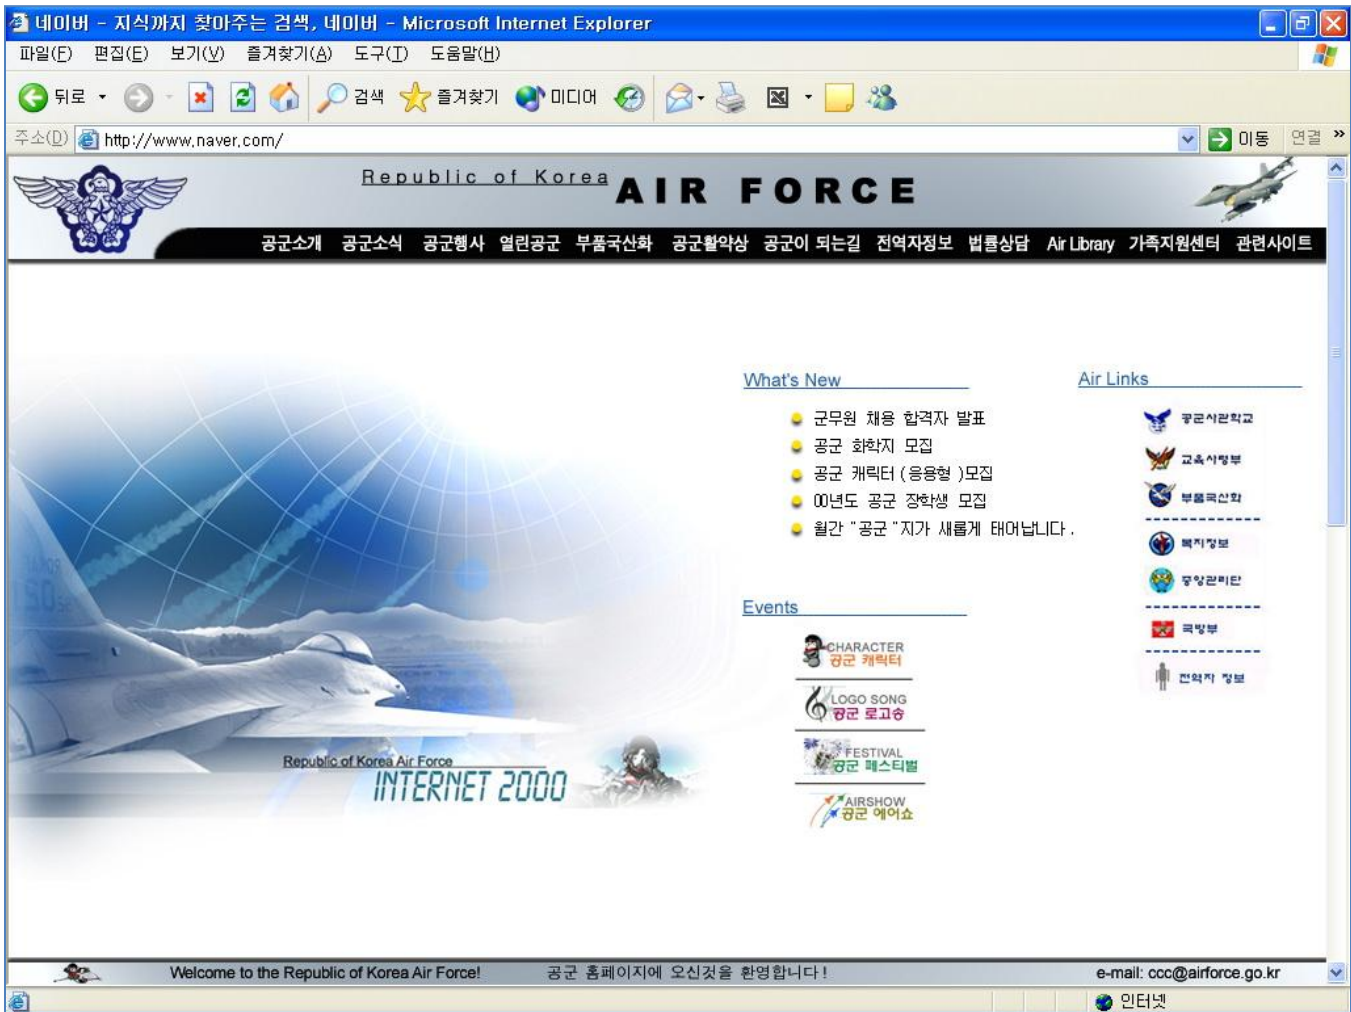 네이버 - 지식까지 찾아주는 검색, 네이버 - Microsoft Internet Explorer
파일(F) 편집(E) 보기(V) 즐겨찾기(A) 도구(T) 도움말(H)
뒤로 검색 즐겨찾기 미디어
주소(D) http://www.naver.com/ 이동 연결 »
Republic of Korea AIR FORCE
공군소개 공군소식 공군행사 열린공군 부품국산화 공군활약상 공군이 되는길 전역자정보 법률상담 Air Library 가족지원센터 관련사이트
What's New
군무원 채용 합격자 발표
공군 화학지 모집
공군 캐릭터(응용형)모집
00년도 공군 장학생 모집
월간 "공군"지가 새롭게 태어납니다.
Air Links
공군사관학교
교육사령부
부품국산화
복지정보
중앙관리단
국방부
전역자 정보
Events
CHARACTER
공군 캐릭터
LOGO SONG
공군 로고송
FESTIVAL
공군 페스티벌
AIRSHOW
공군 에어쇼
Republic of Korea Air Force
INTERNET 2000
Welcome to the Republic of Korea Air Force! 공군 홈페이지에 오신것을 환영합니다! e-mail: ccc@airforce.go.kr
인터넷